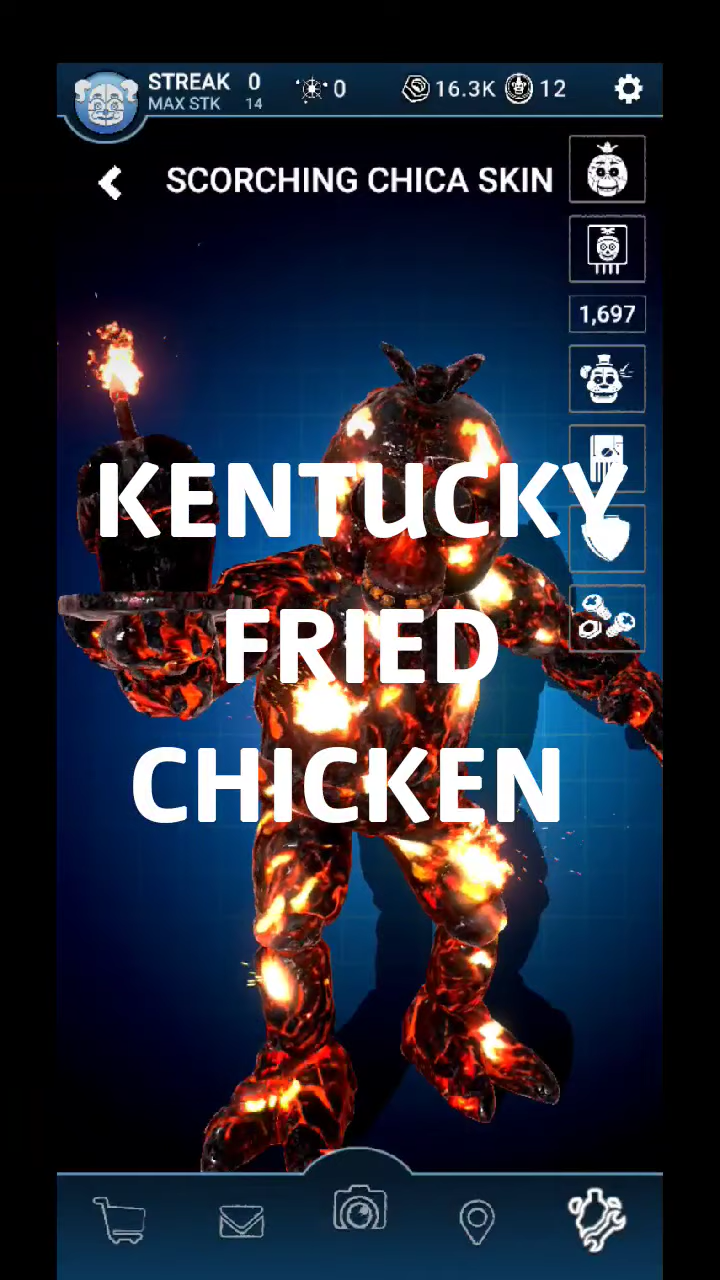 STREAK 0 0 16.3K 12
MAX STK 14
SCORCHING CHICA SKIN
1,697
KENTUCKY
FRIED
CHICKEN